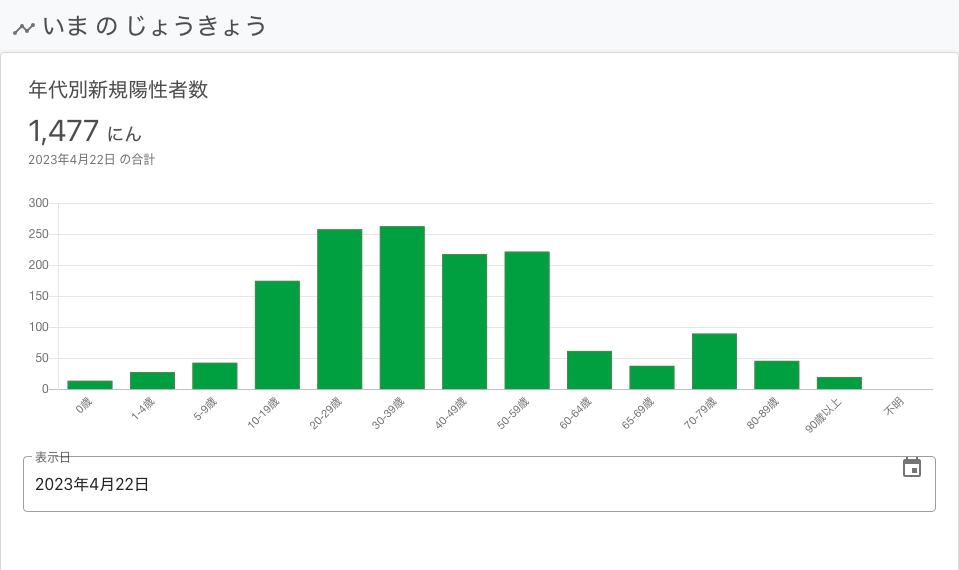 いま の じょうきょう
年代別新規陽性者数
1,477 にん
2023年4月22日 の合計
300
250
200
150
100
50
0
0歳
1-4歳
5-9歳
10-19歳
20-29歳
30-39歳
40-49歳
50-59歳
60-64歳
65-69歳
70-79歳
80-89歳
90歳以上
不明
表示日
2023年4月22日